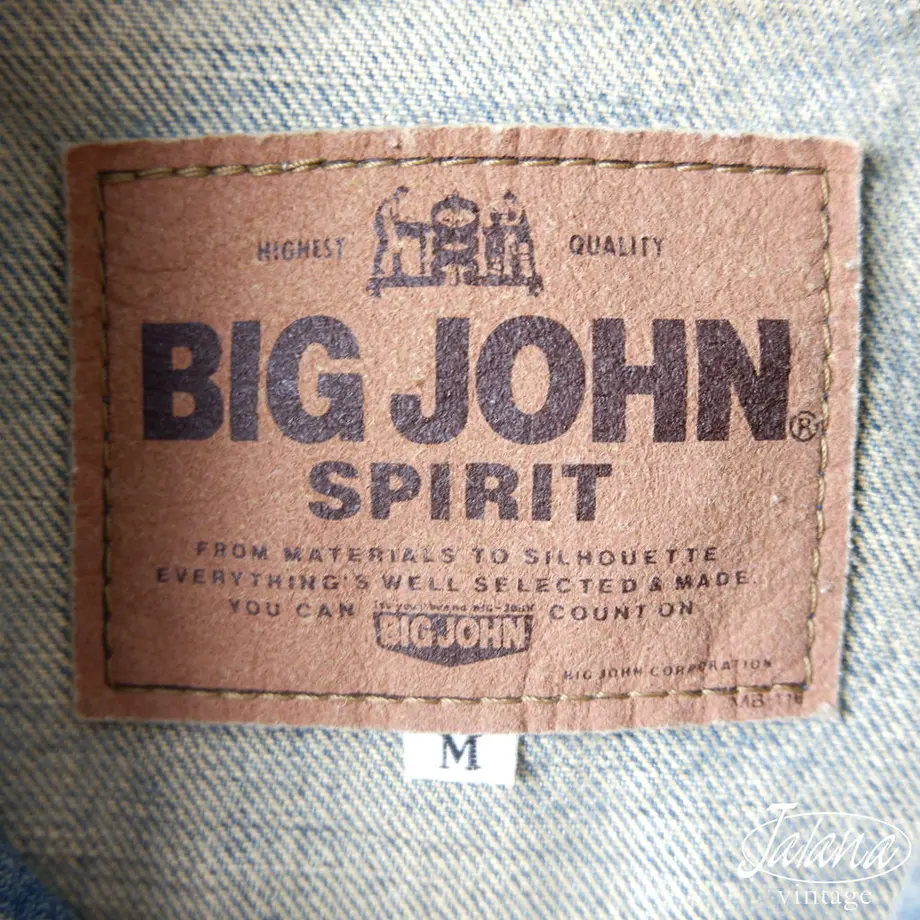 HIGHEST QUALITY
BIG JOHN®
SPIRIT
FROM MATERIALS TO SILHOUETTE
EVERYTHING'S WELL SELECTED & MADE.
YOU CAN COUNT ON
BIG JOHN
BIG JOHN CORPORATION
M
Jalana
vintage